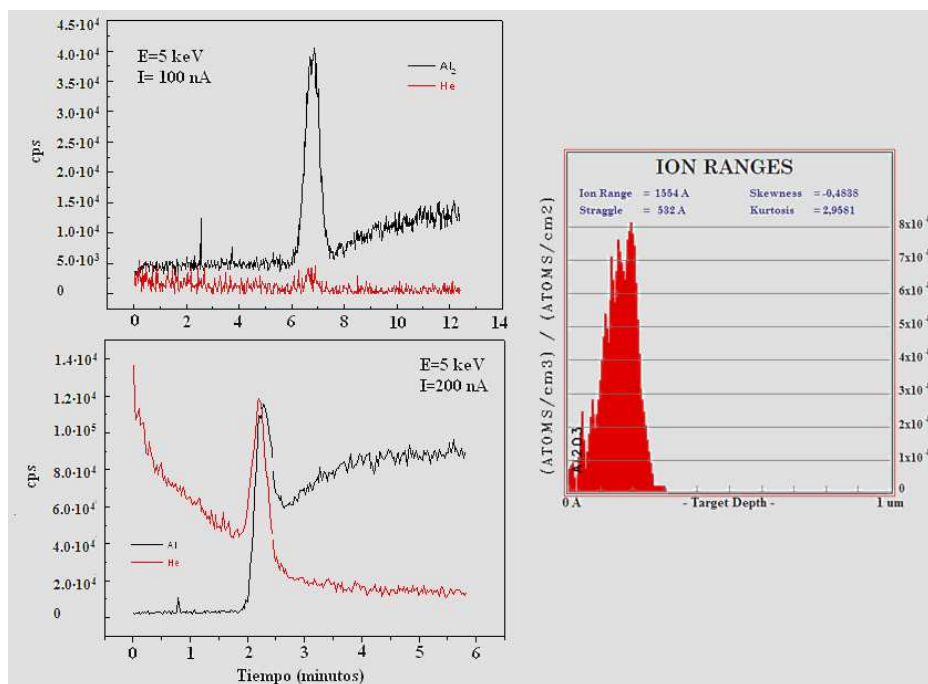 4.5·10⁴
4.0·10⁴
3.5·10⁴
3.0·10⁴
2.5·10⁴
2.0·10⁴
1.5·10⁴
1.0·10⁴
5.0·10³
0
cps
E=5 keV
I= 100 nA
Al₂
He
0 2 4 6 8 10 12 14
1.4·10⁴
1.2·10⁴
1.0·10⁵
8.0·10⁴
6.0·10⁴
4.0·10⁴
2.0·10⁴
0
cps
E=5 keV
I=200 nA
Al
He
0 1 2 3 4 5 6
Tiempo (minutos)
ION RANGES
Ion Range = 1554 A Skewness =-0,4838
Straggle = 532 A Kurtosis = 2,9581
(ATOMS/cm3) / (ATOMS/cm2)
0
0 A - Target Depth - 1 um